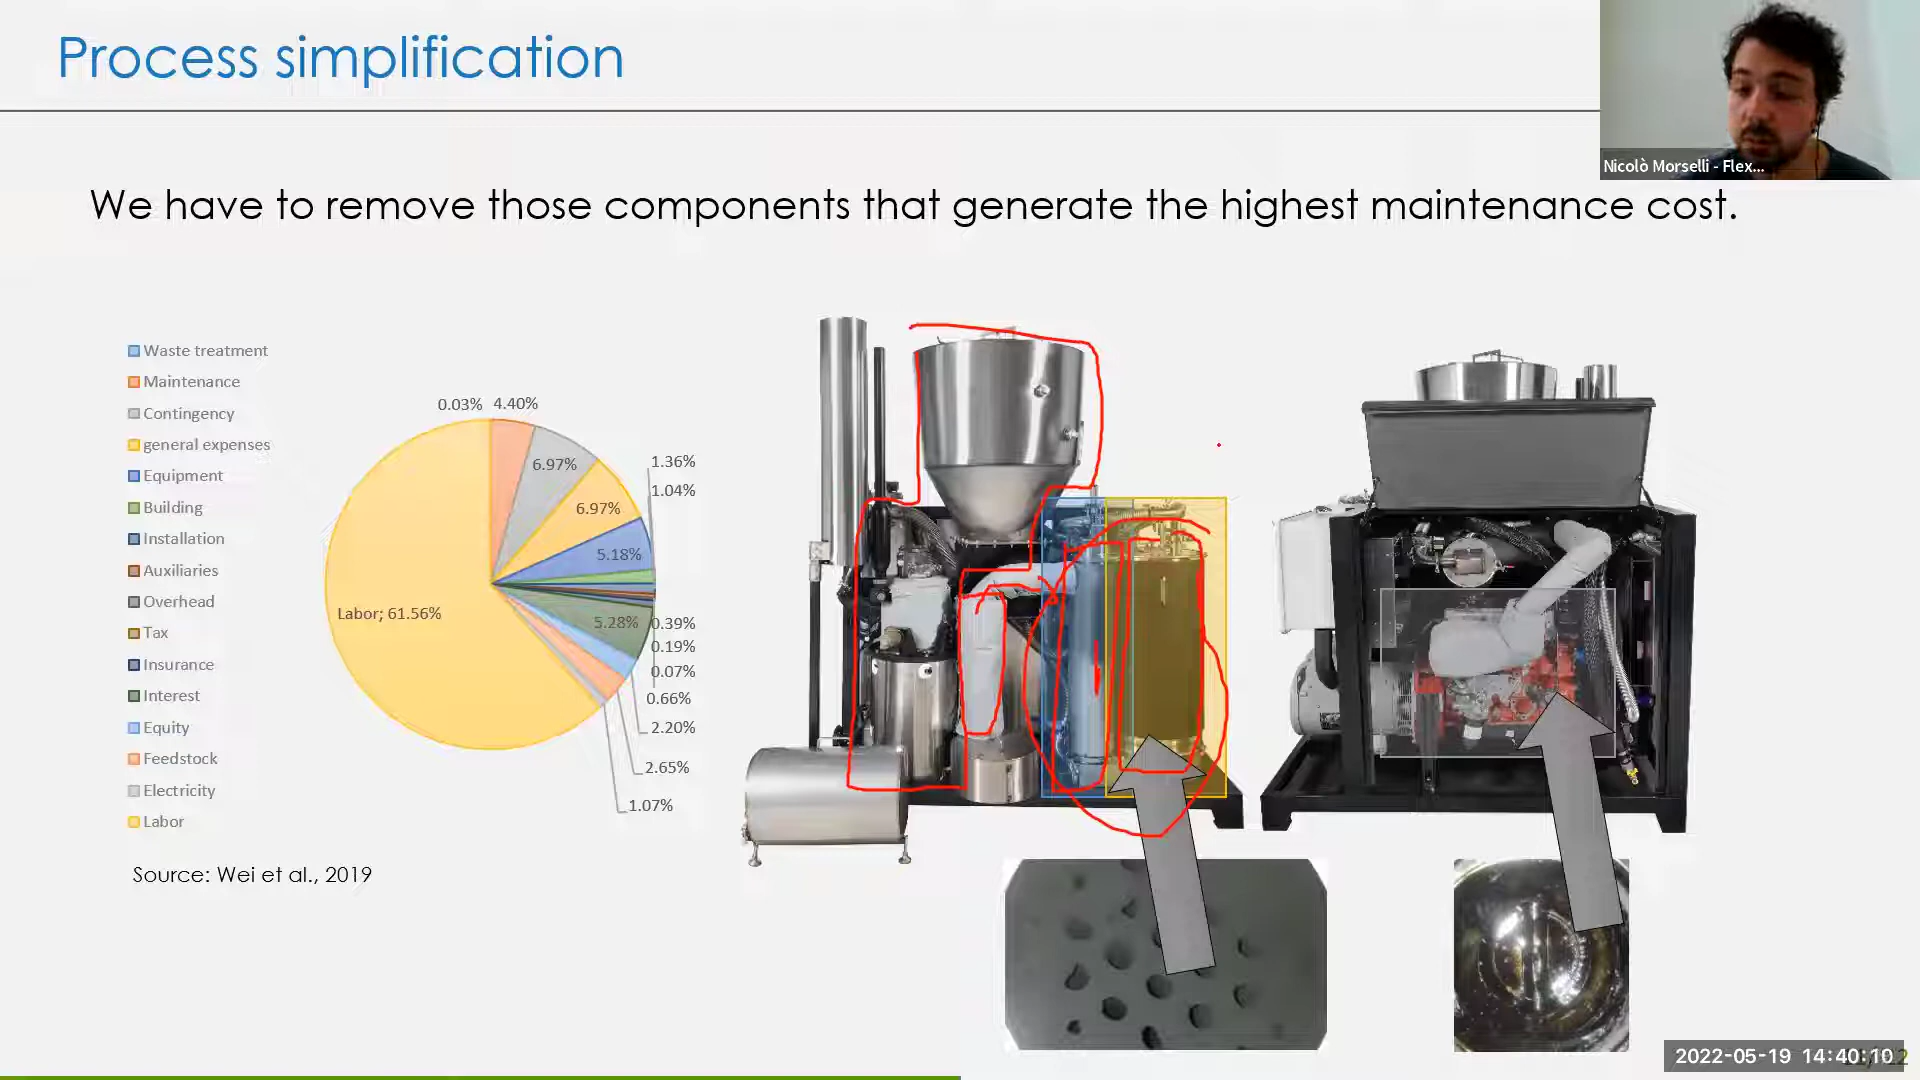 Process simplification
Nicolò Morselli - Flex...
We have to remove those components that generate the highest maintenance cost.
Waste treatment
Maintenance
Contingency
general expenses
Equipment
Building
Installation
Auxiliaries
Overhead
Tax
Insurance
Interest
Equity
Feedstock
Electricity
Labor
0.03%
4.40%
6.97%
6.97%
1.36%
1.04%
5.18%
5.28%
0.39%
0.19%
0.07%
0.66%
2.20%
2.65%
1.07%
Labor; 61.56%
Source: Wei et al., 2019
2022-05-19 14:40:10